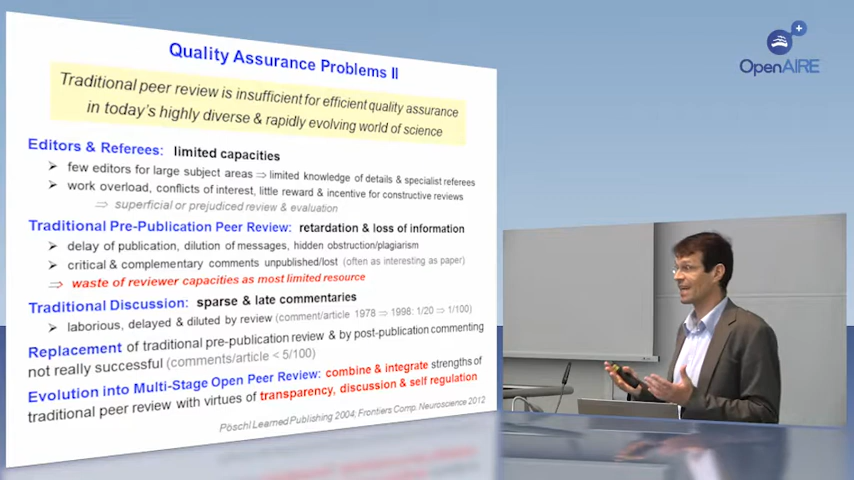 Quality Assurance Problems II
Traditional peer review is insufficient for efficient quality assurance
in today's highly diverse & rapidly evolving world of science
Editors & Referees: limited capacities
➢ few editors for large subject areas ⇒ limited knowledge of details & specialist referees
➢ work overload, conflicts of interest, little reward & incentive for constructive reviews
⇒ superficial or prejudiced review & evaluation
Traditional Pre-Publication Peer Review: retardation & loss of information
➢ delay of publication, dilution of messages, hidden obstruction/plagiarism
➢ critical & complementary comments unpublished/lost (often as interesting as paper)
⇒ waste of reviewer capacities as most limited resource
Traditional Discussion: sparse & late commentaries
➢ laborious, delayed & diluted by review (comment/article 1978 ⇒ 1998: 1/20 ⇒ 1/100)
Replacement of traditional pre-publication review & by post-publication commenting
not really successful (comments/article < 5/100)
Evolution into Multi-Stage Open Peer Review: combine & integrate strengths of
traditional peer review with virtues of transparency, discussion & self regulation
Pöschl Learned Publishing 2004; Frontiers Comp. Neuroscience 2012
OpenAIRE